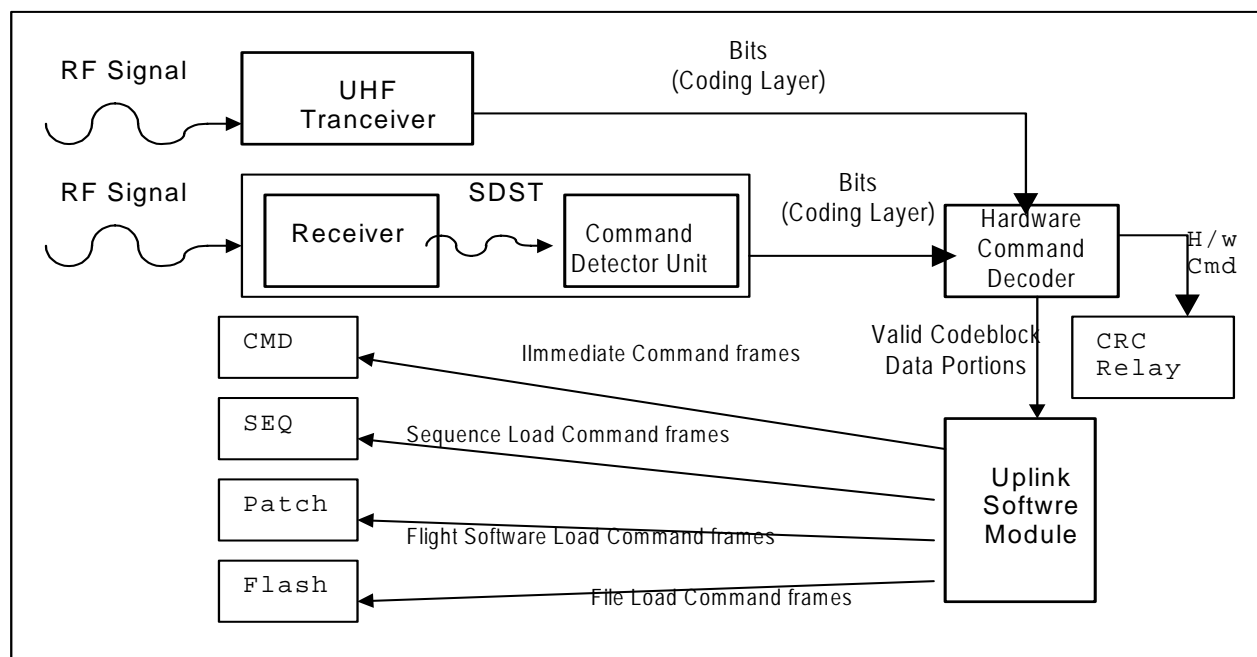 RF Signal
UHF
Tranceiver
Bits
(Coding Layer)
RF Signal
SDST
Receiver
Command
Detector Unit
Bits
(Coding Layer)
Hardware
Command
Decoder
H/w
Cmd
CRC
Relay
Valid Codeblock
Data Portions
CMD
IImmediate Command frames
SEQ
Sequence Load Command frames
Patch
Flight Software Load Command frames
Flash
File Load Command frames
Uplink
Softwre
Module